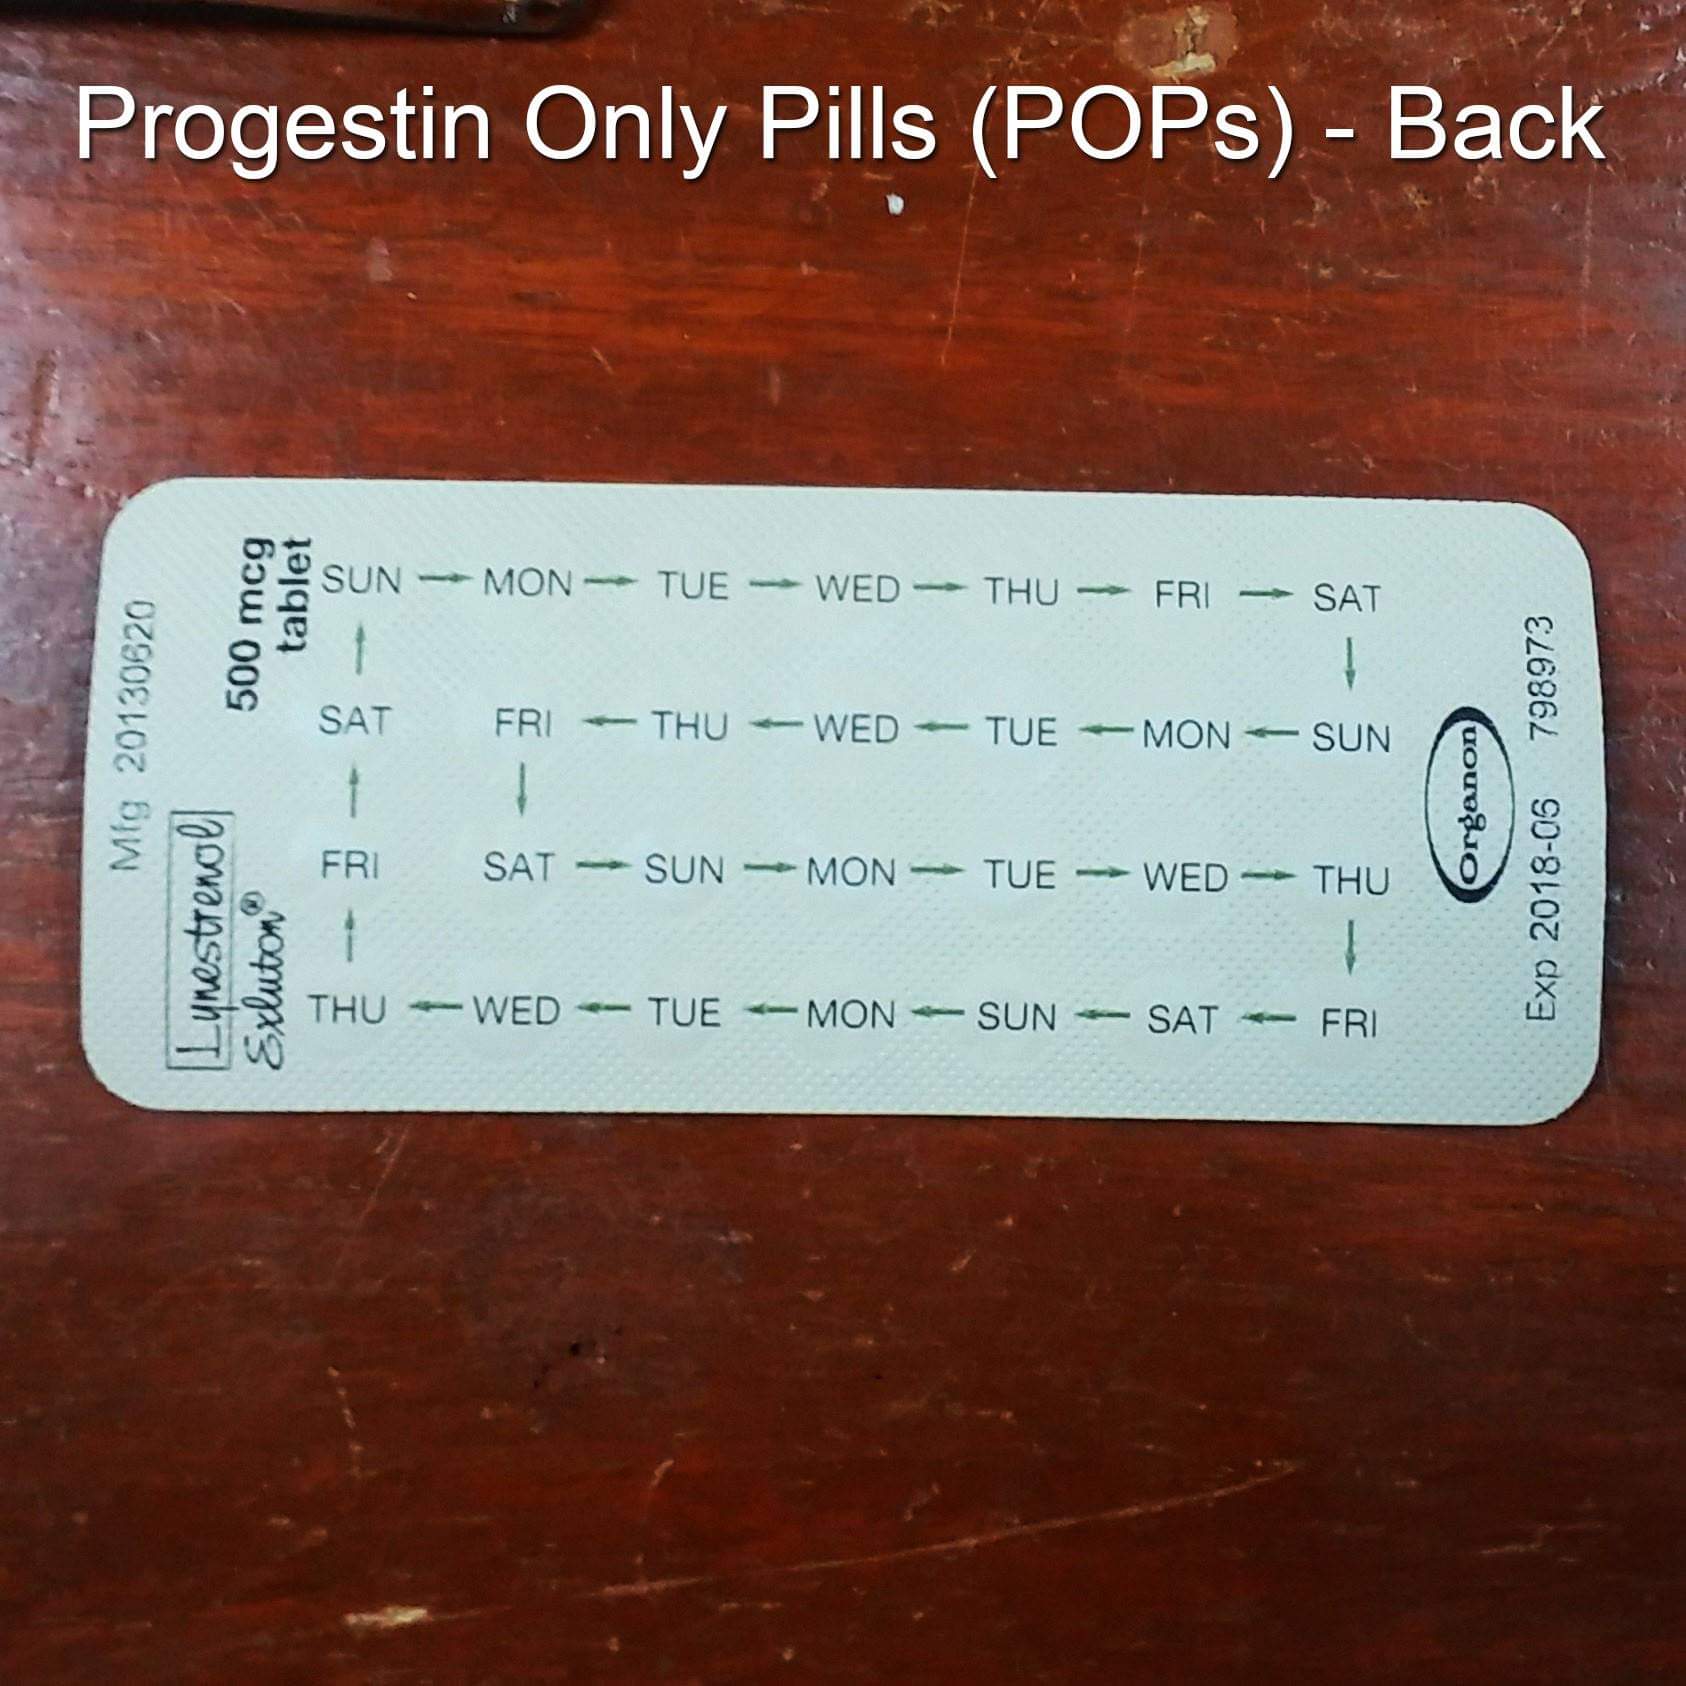 Progestin Only Pills (POPs) - Back
Mfg 20130620
Lynestrenol
Exluton®
500 mcg
tablet
SUN → MON → TUE → WED → THU → FRI → SAT
↑ ↓
SAT FRI ← THU ← WED ← TUE ← MON ← SUN
↑ ↓
FRI SAT → SUN → MON → TUE → WED → THU
↑ ↓
THU ← WED ← TUE ← MON ← SUN ← SAT ← FRI
Organon
Exp 2018-06 798973